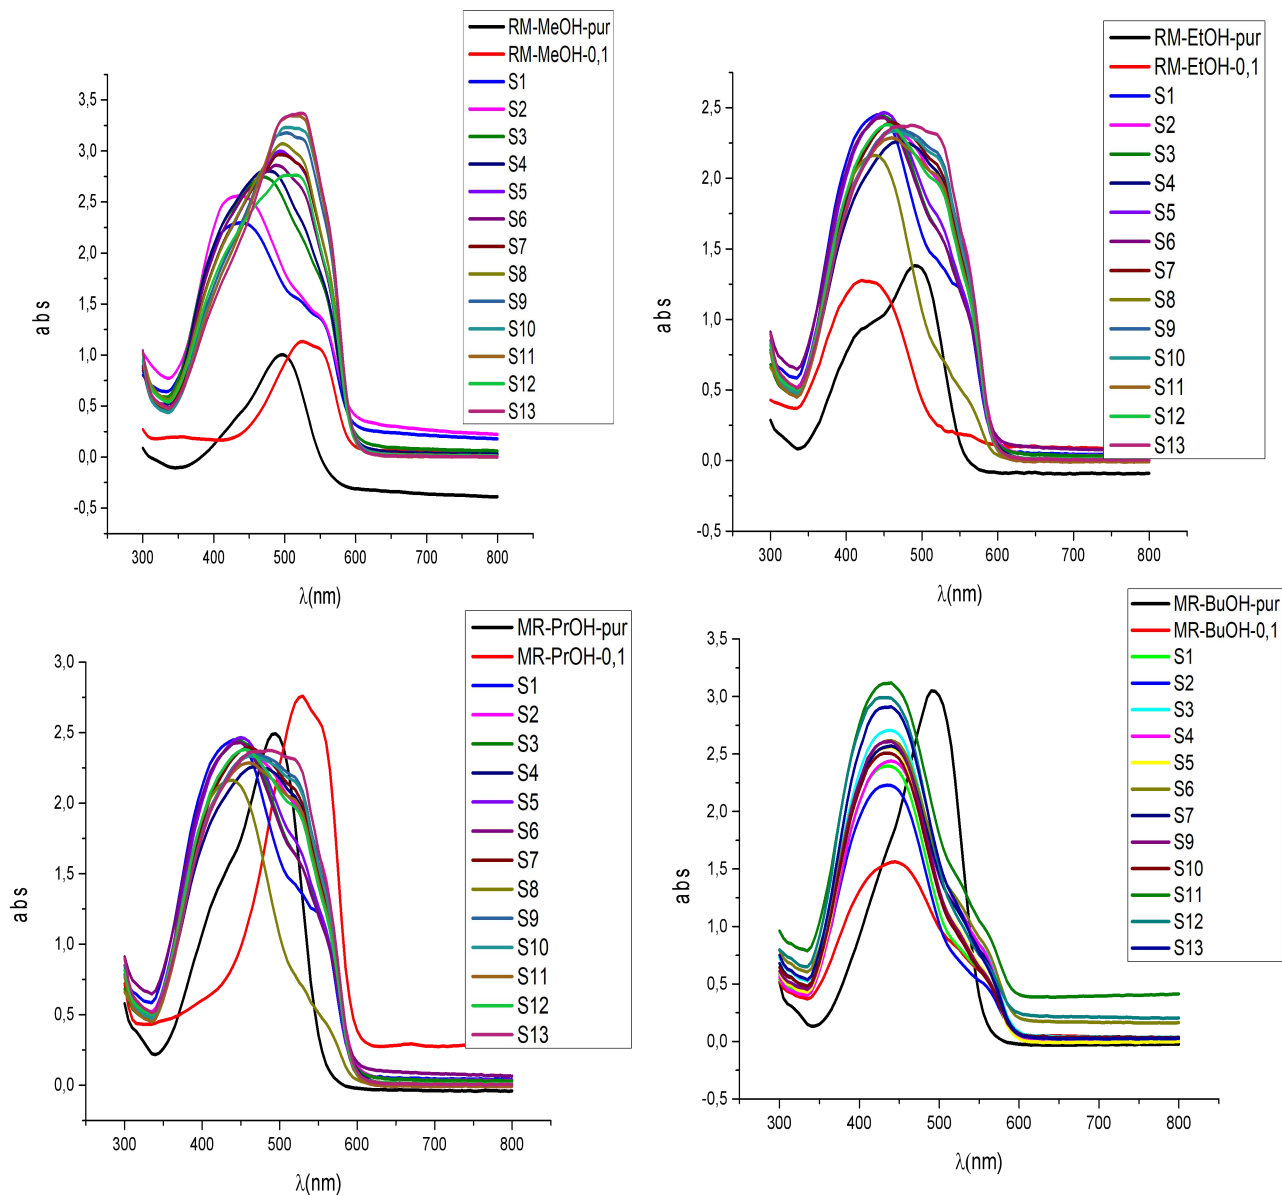 RM-MeOH-pur
RM-MeOH-0,1
S1
S2
S3
S4
S5
S6
S7
S8
S9
S10
S11
S12
S13
3,5
3,0
2,5
2,0
1,5
1,0
0,5
0,0
-0,5
abs
300 400 500 600 700 800
λ(nm)
RM-EtOH-pur
RM-EtOH-0,1
S1
S2
S3
S4
S5
S6
S7
S8
S9
S10
S11
S12
S13
2,5
2,0
1,5
1,0
0,5
0,0
-0,5
abs
300 400 500 600 700 800
λ(nm)
MR-PrOH-pur
MR-PrOH-0,1
S1
S2
S3
S4
S5
S6
S7
S8
S9
S10
S11
S12
S13
3,0
2,5
2,0
1,5
1,0
0,5
0,0
abs
300 400 500 600 700 800
λ(nm)
MR-BuOH-pur
MR-BuOH-0,1
S1
S2
S3
S4
S5
S6
S7
S9
S10
S11
S12
S13
3,5
3,0
2,5
2,0
1,5
1,0
0,5
0,0
-0,5
abs
300 400 500 600 700 800
λ(nm)